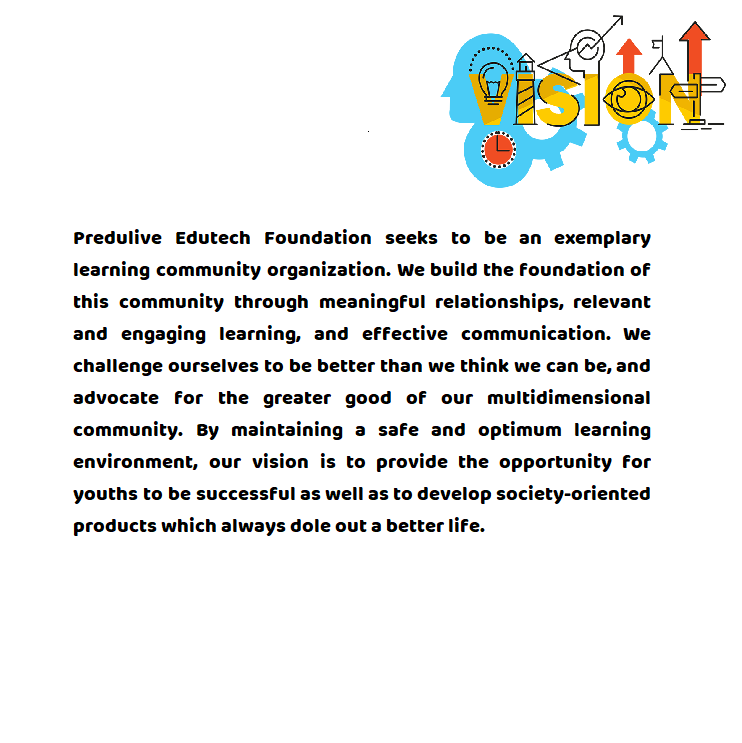 VISION
Predulive Edutech Foundation seeks to be an exemplary
learning community organization. We build the foundation of
this community through meaningful relationships, relevant
and engaging learning, and effective communication. We
challenge ourselves to be better than we think we can be, and
advocate for the greater good of our multidimensional
community. By maintaining a safe and optimum learning
environment, our vision is to provide the opportunity for
youths to be successful as well as to develop society-oriented
products which always dole out a better life.